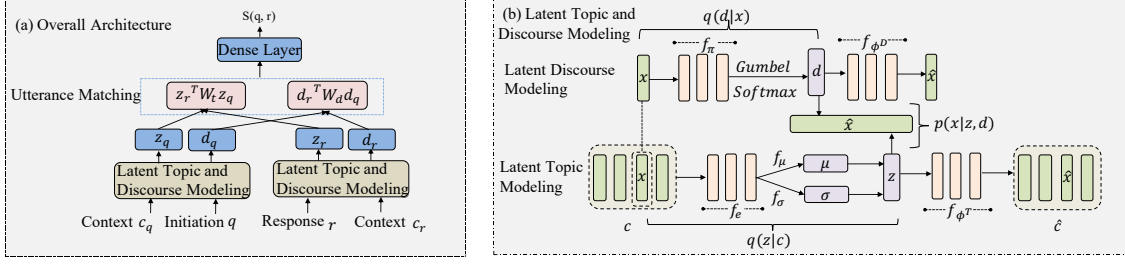 (a) Overall Architecture
S(q, r)
Dense Layer
Utterance Matching
z_r^T W_t z_q
d_r^T W_d d_q
z_q
d_q
z_r
d_r
Latent Topic and
Discourse Modeling
Latent Topic and
Discourse Modeling
Context c_q
Initiation q
Response r
Context c_r
(b) Latent Topic and
Discourse Modeling
q(d|x)
Latent Discourse
Modeling
x
f_π
Gumbel
Softmax
d
f_ϕ^D
x̂
x̂
p(x|z, d)
Latent Topic
Modeling
x
c
f_e
f_μ
f_σ
μ
σ
z
f_ϕ^T
x̂
ĉ
q(z|c)